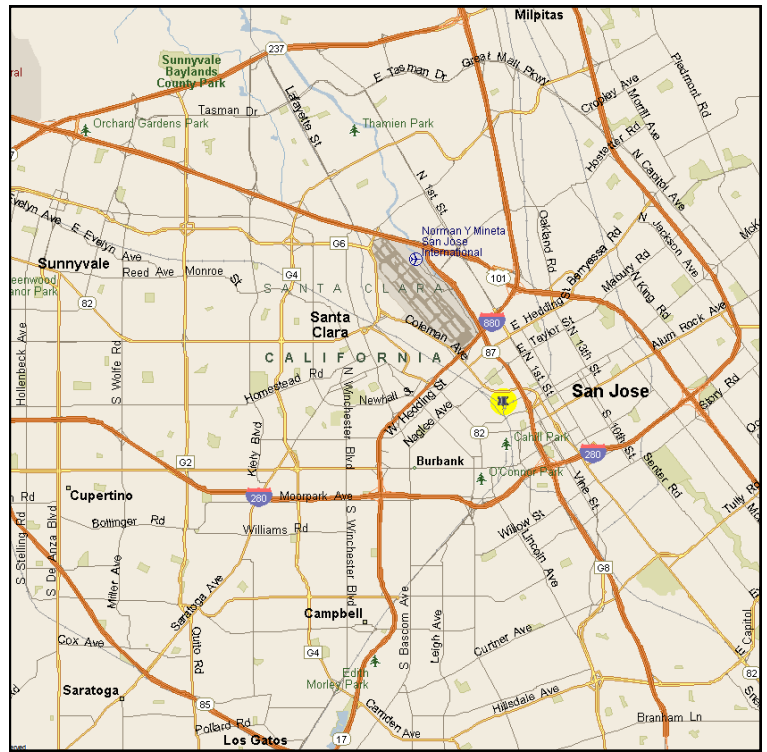 Milpitas
237
Sunnyvale
Baylands
County Park
E Tasman Dr
Great Mall Pkwy
Piedmont Rd
ral
Cropley Ave
Morrill Ave
Lafayette St
Tasman Dr
Orchard Gardens Park
Thamien Park
Hostetter Rd
N Capitol Ave
N 1st St
Evelyn Ave
E Evelyn Ave
Oakland Rd
N Jackson Ave
Norman Y Mineta
San Jose
International
G6
Berryessa Rd
McK
Sunnyvale
Reed Ave
Monroe St
G4
101
Mabury Rd
N King Rd
reenwood
anor Park
82
SANTA CLARA
Santa
Clara
Coleman Ave
880
E Hedding St
Taylor St
N 13th St
Alum Rock Ave
Hollenbeck Ave
S Wolfe Rd
CALIFORNIA
87
N 1st St
Homestead Rd
N Winchester Blvd
Newhall St
W Hedding St
Naglee Ave
San Jose
Story Rd
S 10th St
82
Cahill Park
Kiely Blvd
G2
Burbank
280
O'Connor Park
Senter Rd
Vine St
Tully Rd
n Rd
Cupertino
280
Moorpark Ave
Bollinger Rd
Williams Rd
S Winchester Blvd
Willow St
Lincoln Ave
S Stelling Rd
S De Anza Blvd
Miller Ave
G8
Saratoga Ave
Campbell
S Bascom Ave
Leigh Ave
Curtner Ave
E Capitol
Cox Ave
Quito Rd
G4
Edith
Morley Park
Saratoga
85
Hillsdale Ave
82
Camden Ave
Branham Ln
Pollard Rd
Los Gatos
17